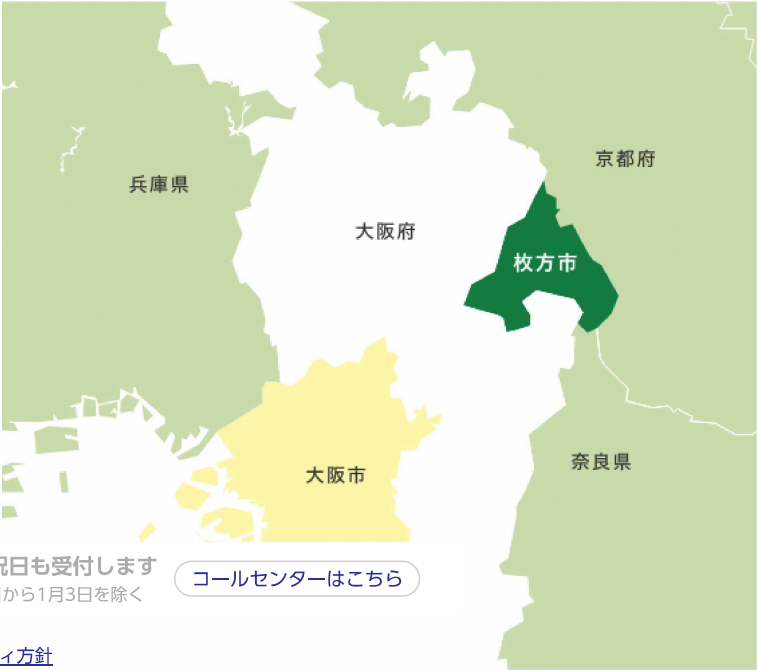 京都府
兵庫県
大阪府
枚方市
奈良県
大阪市
祝日も受付します
コールセンターはこちら
から1月3日を除く
ィ方針